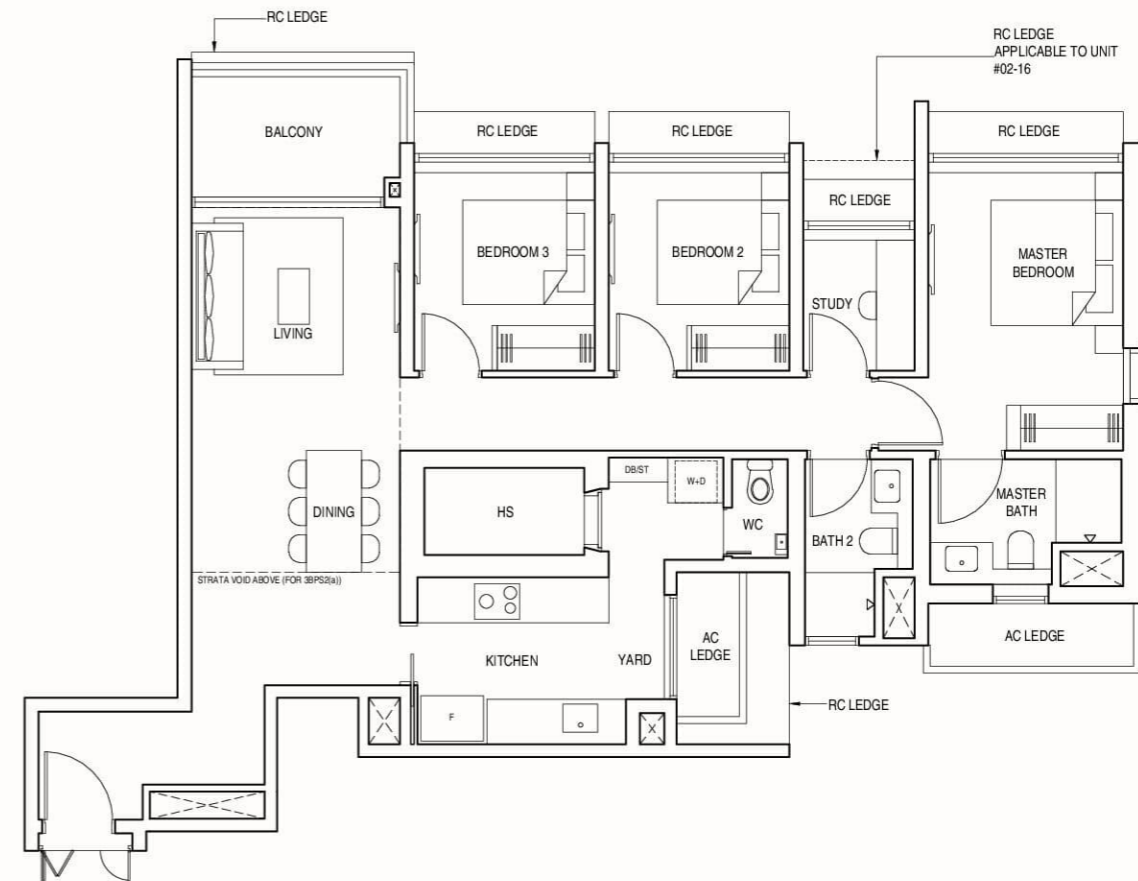 RC LEDGE
RC LEDGE
APPLICABLE TO UNIT
#02-16
BALCONY
RC LEDGE
RC LEDGE
RC LEDGE
RC LEDGE
BEDROOM 3
BEDROOM 2
MASTER
BEDROOM
STUDY
LIVING
DB/ST
W+D
HS
DINING
WC
BATH 2
MASTER
BATH
STRATA VOID ABOVE (FOR 3BPS2(a))
X
AC
LEDGE
AC LEDGE
KITCHEN
YARD
RC LEDGE
F
X